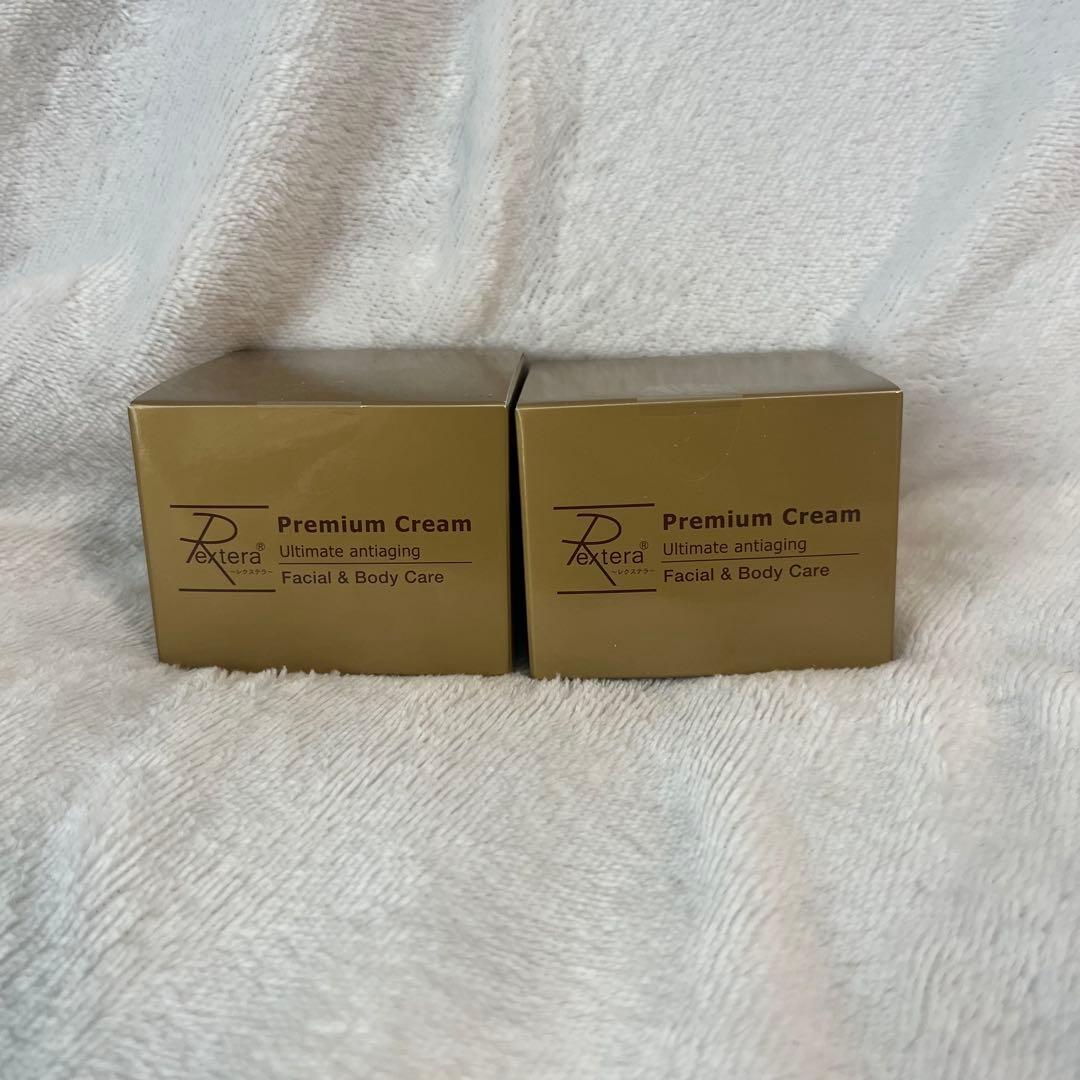 Rextera®
~レクステラ~
Premium Cream
Ultimate antiaging
Facial & Body Care
Rextera®
~レクステラ~
Premium Cream
Ultimate antiaging
Facial & Body Care